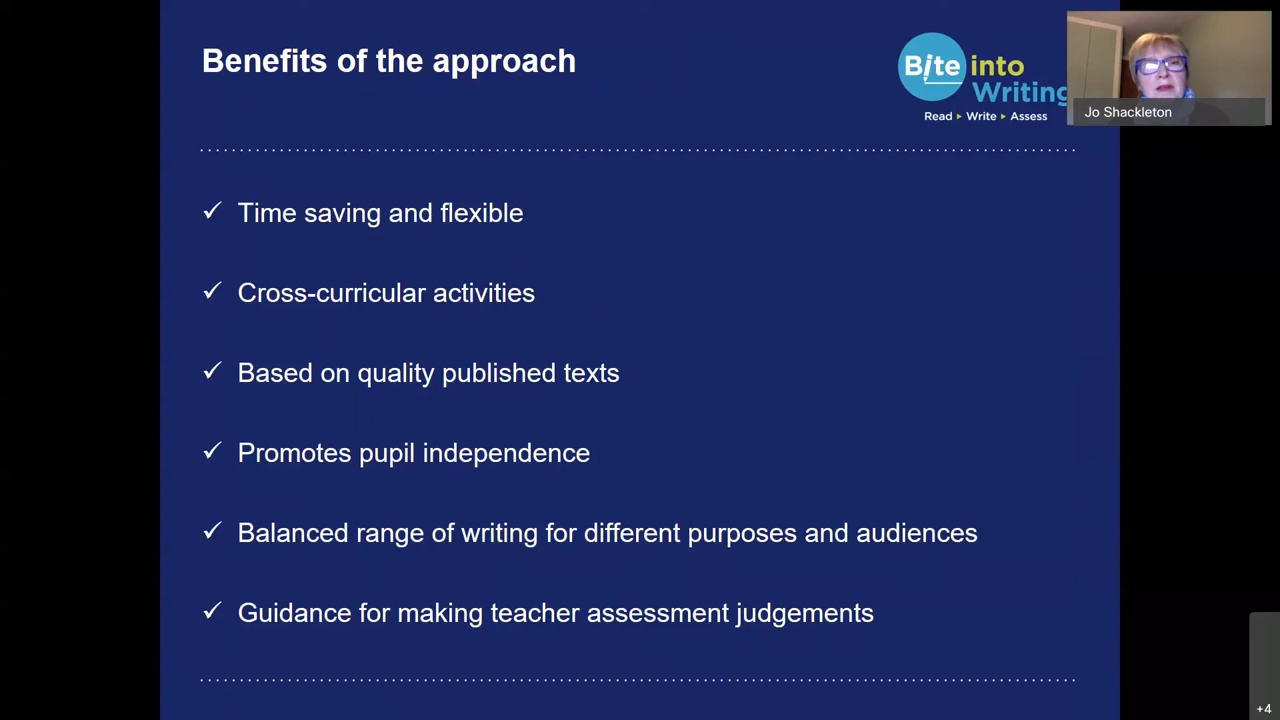 Benefits of the approach
Bite into
Writing
Read ▸ Write ▸ Assess
Jo Shackleton
✓ Time saving and flexible
✓ Cross-curricular activities
✓ Based on quality published texts
✓ Promotes pupil independence
✓ Balanced range of writing for different purposes and audiences
✓ Guidance for making teacher assessment judgements
+4